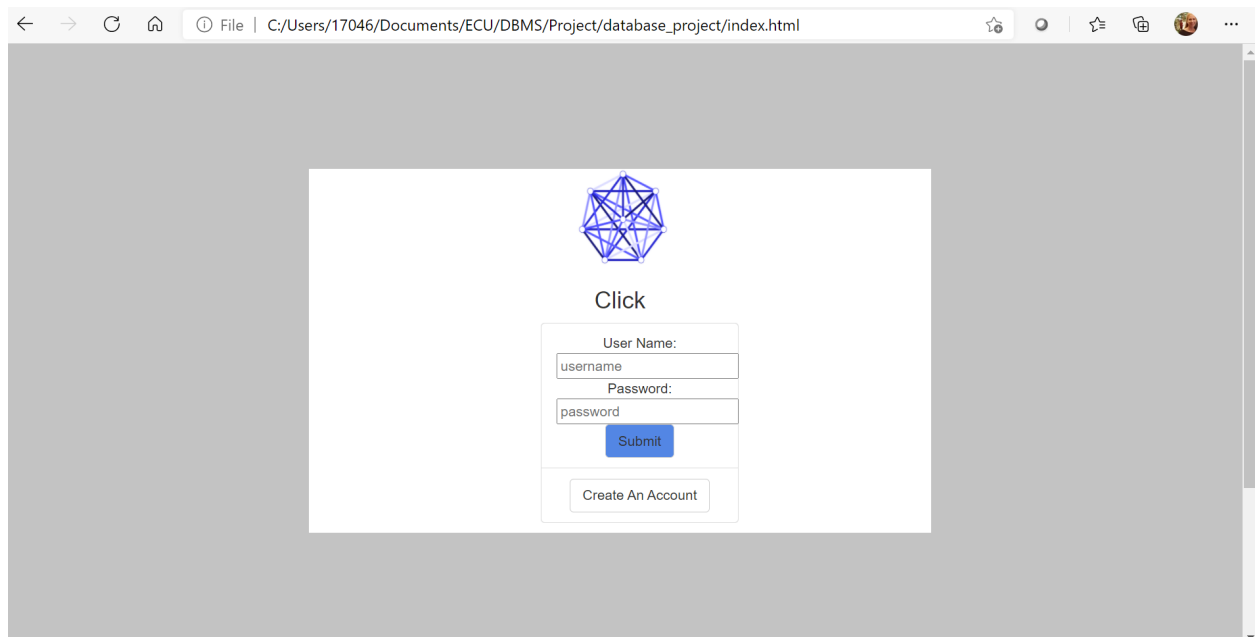 File | C:/Users/17046/Documents/ECU/DBMS/Project/database_project/index.html
Click
User Name:
username
Password:
password
Submit
Create An Account